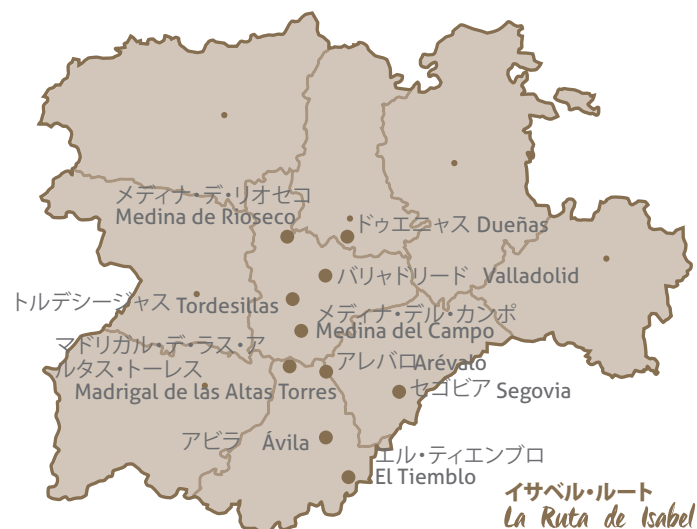 メディナ・デ・リオセコ
Medina de Rioseco
ドゥエニャス Dueñas
バリャドリード Valladolid
トルデシージャス Tordesillas
メディナ・デル・カンポ
Medina del Campo
マドリガル・デ・ラス・ア
ルタス・トーレス
Madrigal de las Altas Torres
アレバロ Arévalo
セゴビア Segovia
アビラ Ávila
エル・ティエンブロ
El Tiemblo
イサベル・ルート
La Ruta de Isabel